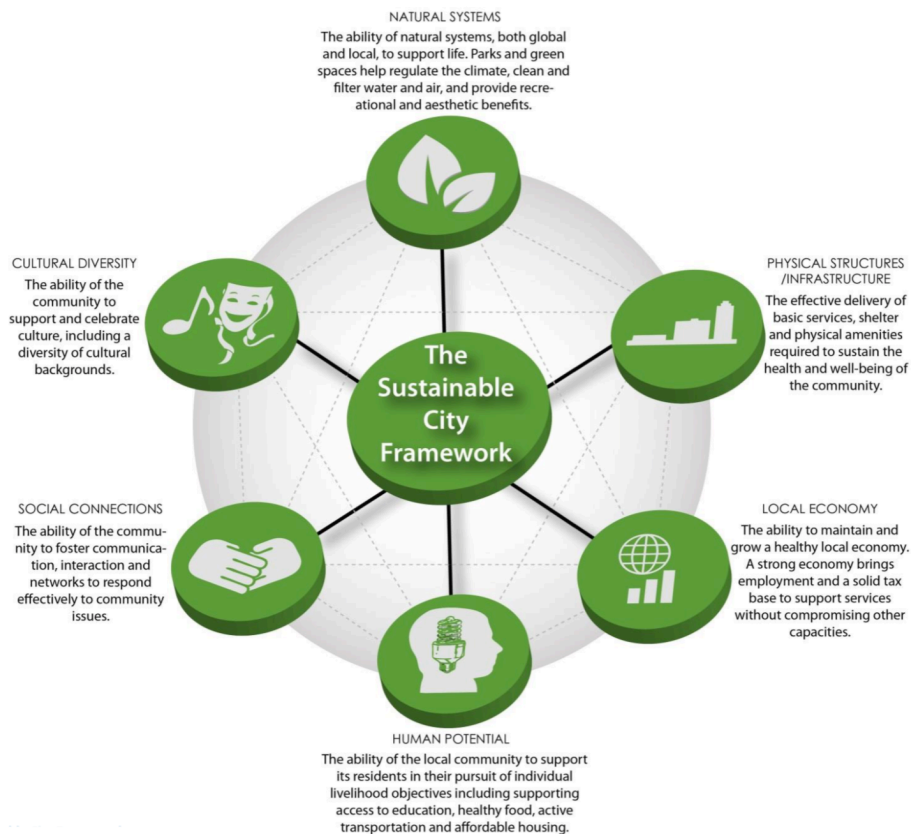 NATURAL SYSTEMS
The ability of natural systems, both global
and local, to support life. Parks and green
spaces help regulate the climate, clean and
filter water and air, and provide recre-
ational and aesthetic benefits.
CULTURAL DIVERSITY
The ability of the
community to
support and celebrate
culture, including a
diversity of cultural
backgrounds.
PHYSICAL STRUCTURES
/INFRASTRUCTURE
The effective delivery of
basic services, shelter
and physical amenities
required to sustain the
health and well-being of
the community.
The
Sustainable
City
Framework
SOCIAL CONNECTIONS
The ability of the commu-
nity to foster communica-
tion, interaction and
networks to respond
effectively to community
issues.
LOCAL ECONOMY
The ability to maintain and
grow a healthy local economy.
A strong economy brings
employment and a solid tax
base to support services
without compromising other
capacities.
HUMAN POTENTIAL
The ability of the local community to support
its residents in their pursuit of individual
livelihood objectives including supporting
access to education, healthy food, active
transportation and affordable housing.